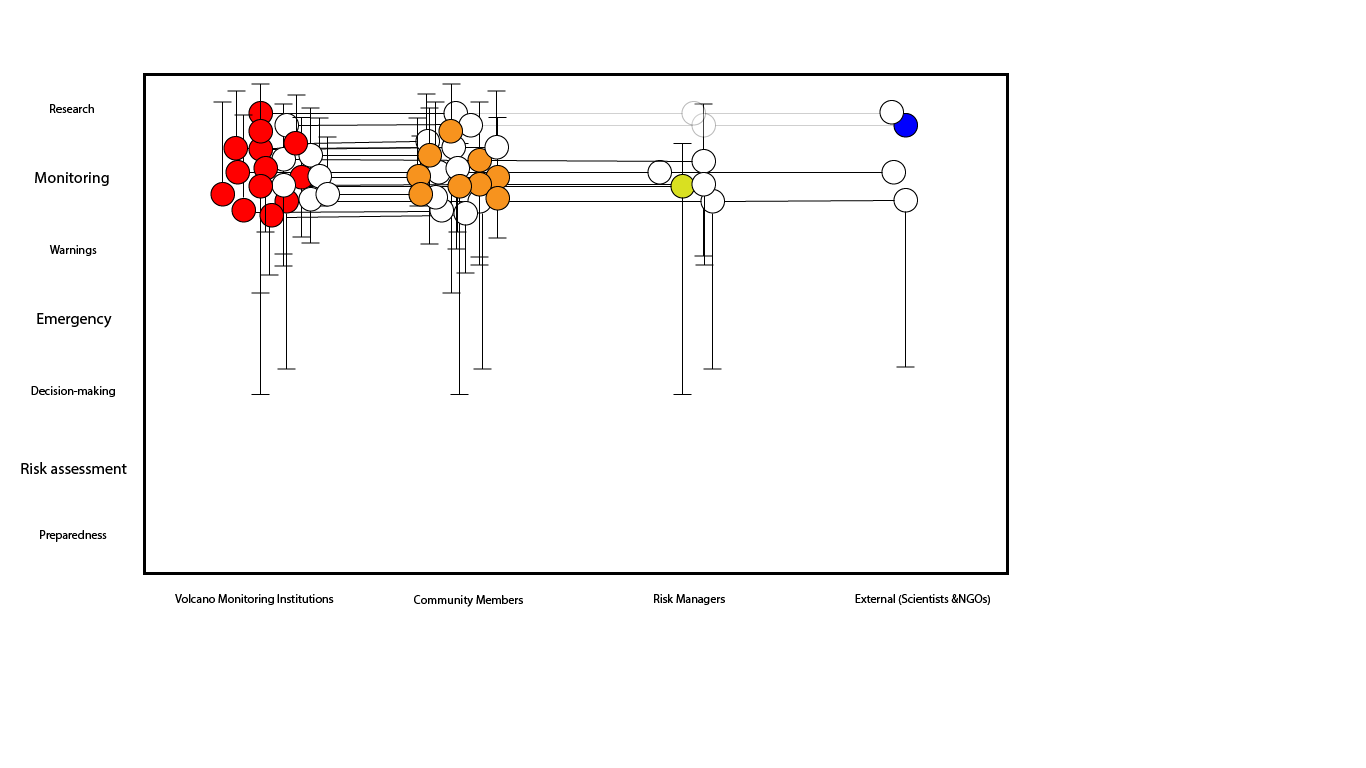 Research
Monitoring
Warnings
Emergency
Decision-making
Risk assessment
Preparedness
Volcano Monitoring Institutions
Community Members
Risk Managers
External (Scientists &NGOs)